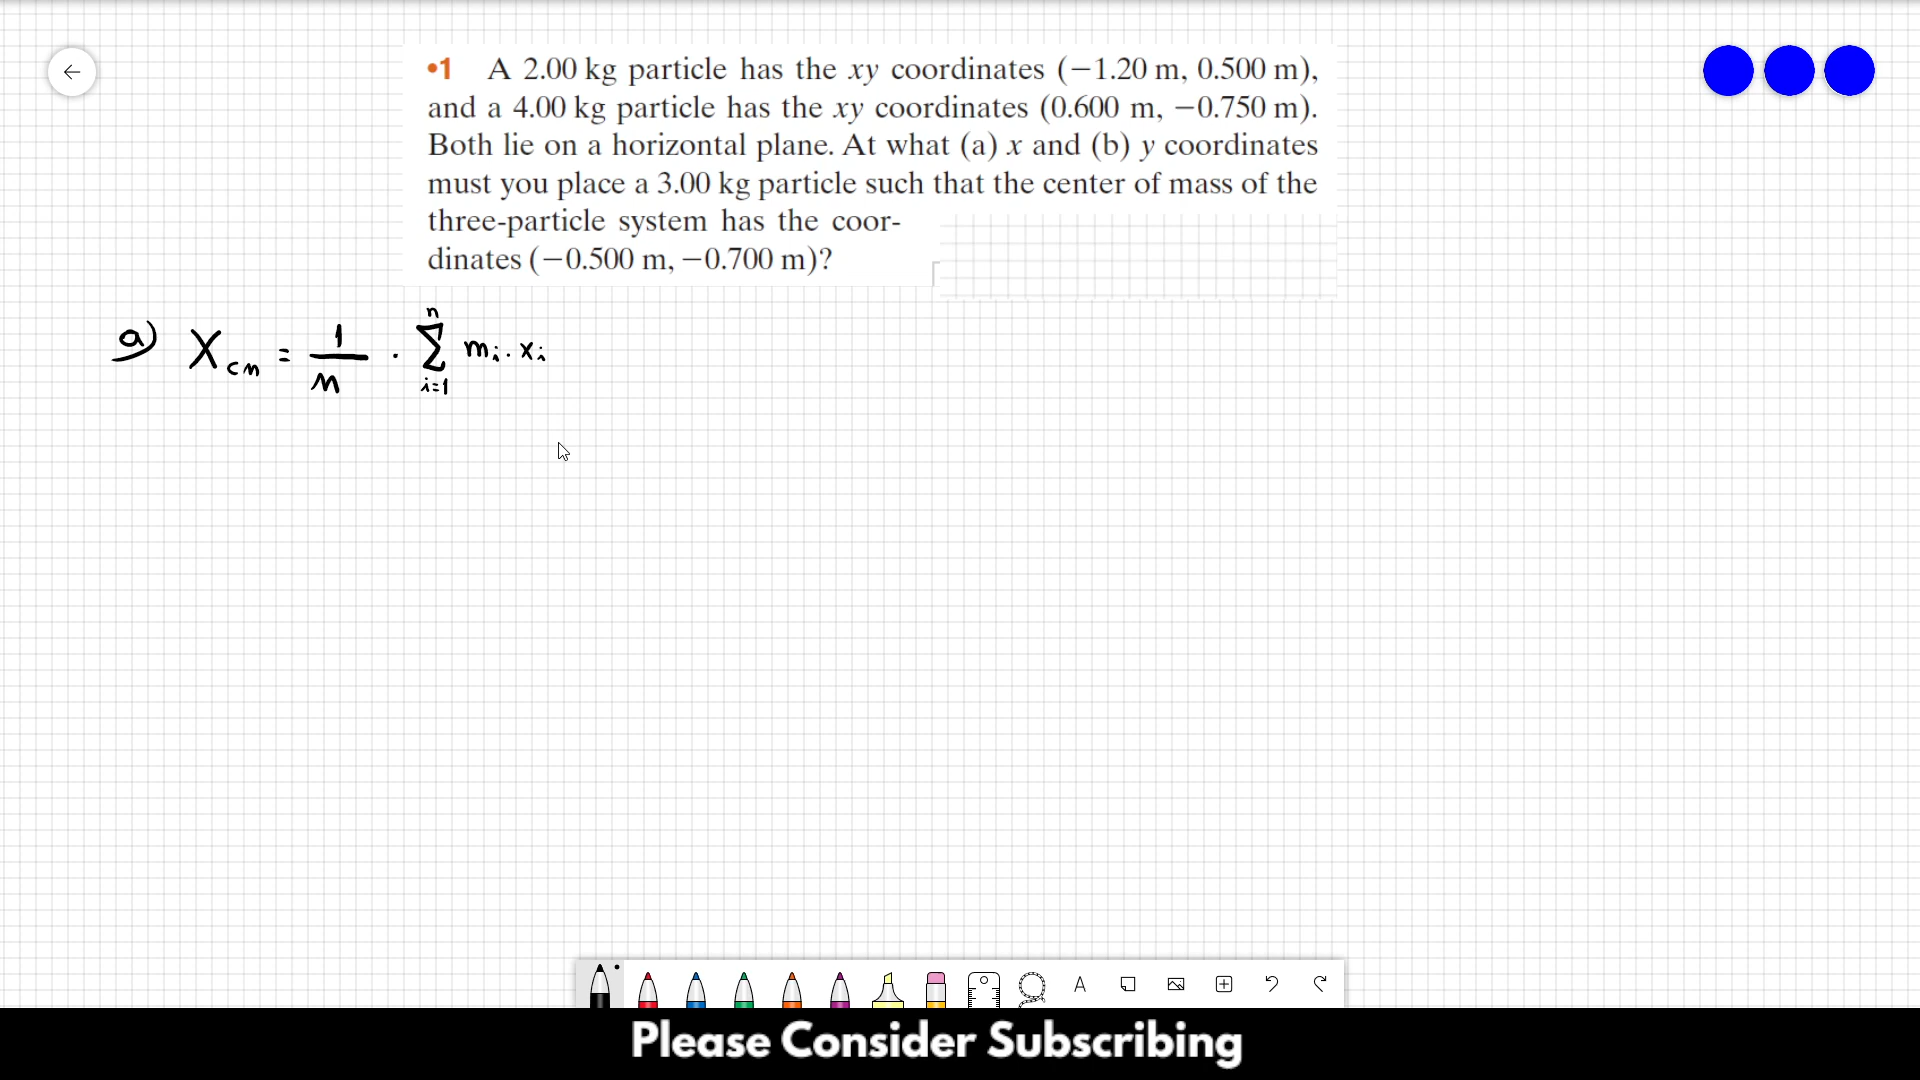 •1 A 2.00 kg particle has the xy coordinates (−1.20 m, 0.500 m),
and a 4.00 kg particle has the xy coordinates (0.600 m, −0.750 m).
Both lie on a horizontal plane. At what (a) x and (b) y coordinates
must you place a 3.00 kg particle such that the center of mass of the
three-particle system has the coor-
dinates (−0.500 m, −0.700 m)?
a) Xcm = 1/M · n∑i=1 mi · xi
A
Please Consider Subscribing